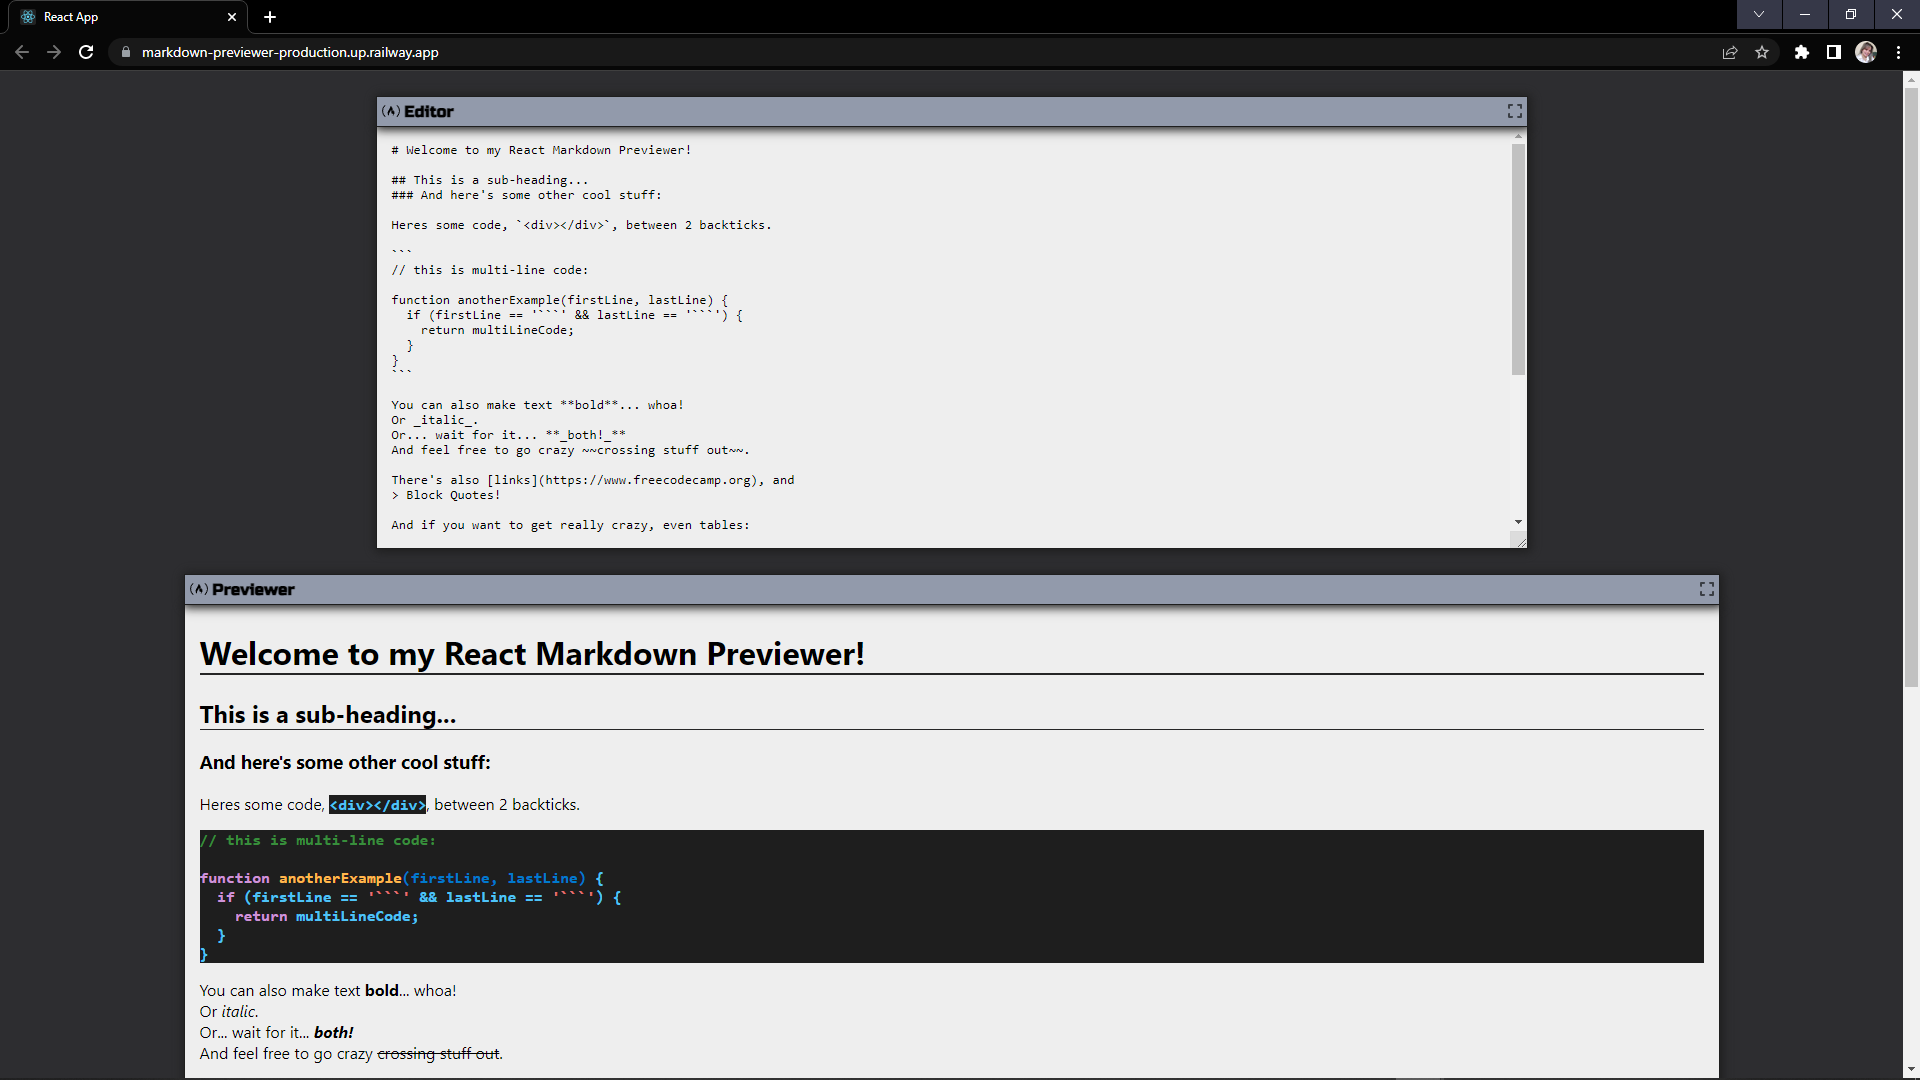 React App
markdown-previewer-production.up.railway.app
Editor
# Welcome to my React Markdown Previewer!
## This is a sub-heading...
### And here's some other cool stuff:
Heres some code, `<div></div>`, between 2 backticks.
```
// this is multi-line code:
function anotherExample(firstLine, lastLine) {
  if (firstLine == '```' && lastLine == '```') {
    return multiLineCode;
  }
}
```
You can also make text **bold**... whoa!
Or _italic_.
Or... wait for it... **_both!_**
And feel free to go crazy ~~crossing stuff out~~.
There's also [links](https://www.freecodecamp.org), and
> Block Quotes!
And if you want to get really crazy, even tables:
Previewer
Welcome to my React Markdown Previewer!
This is a sub-heading...
And here's some other cool stuff:
Heres some code, <div></div>, between 2 backticks.
// this is multi-line code:
function anotherExample(firstLine, lastLine) {
  if (firstLine == '```' && lastLine == '```') {
    return multiLineCode;
  }
}
You can also make text bold... whoa!
Or italic.
Or... wait for it... both!
And feel free to go crazy crossing stuff out.